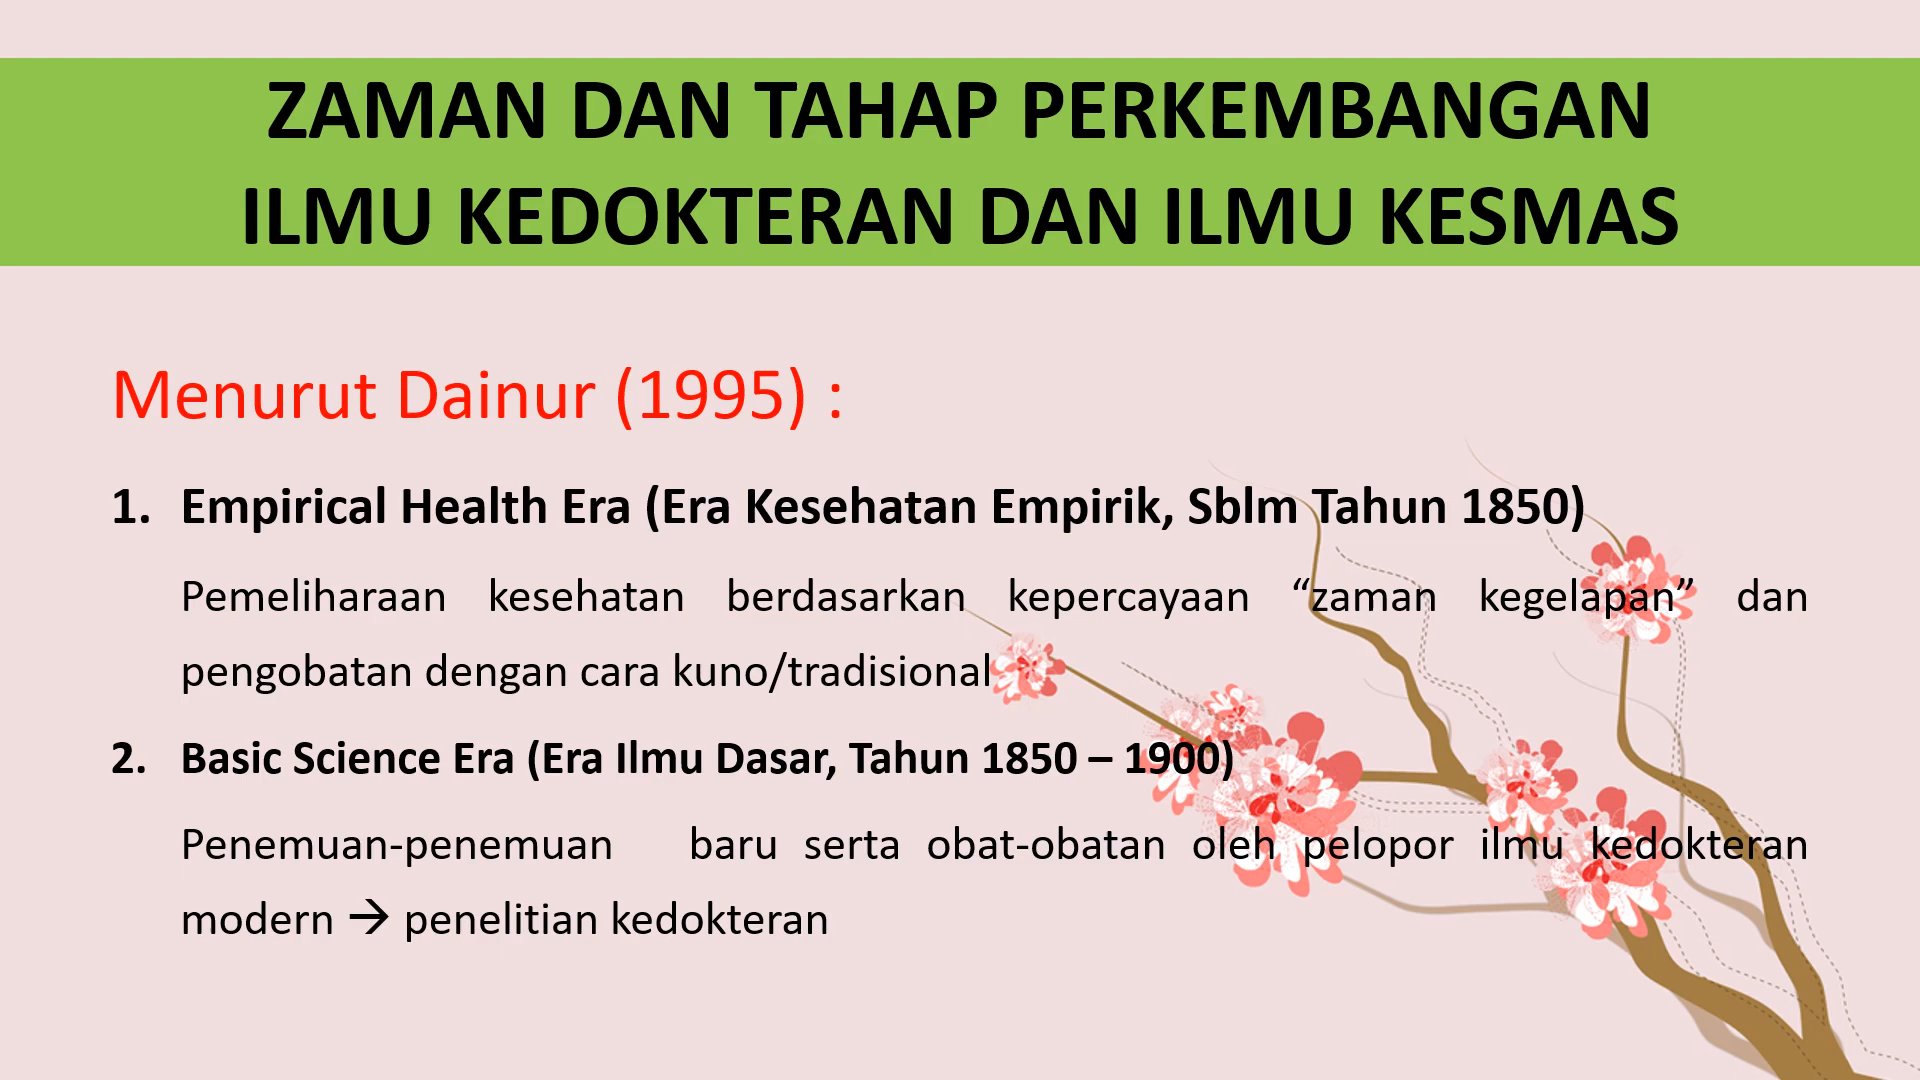 ZAMAN DAN TAHAP PERKEMBANGAN
ILMU KEDOKTERAN DAN ILMU KESMAS
Menurut Dainur (1995) :
1. Empirical Health Era (Era Kesehatan Empirik, Sblm Tahun 1850)
Pemeliharaan kesehatan berdasarkan kepercayaan “zaman kegelapan” dan
pengobatan dengan cara kuno/tradisional
2. Basic Science Era (Era Ilmu Dasar, Tahun 1850 – 1900)
Penemuan-penemuan baru serta obat-obatan oleh pelopor ilmu kedokteran
modern → penelitian kedokteran